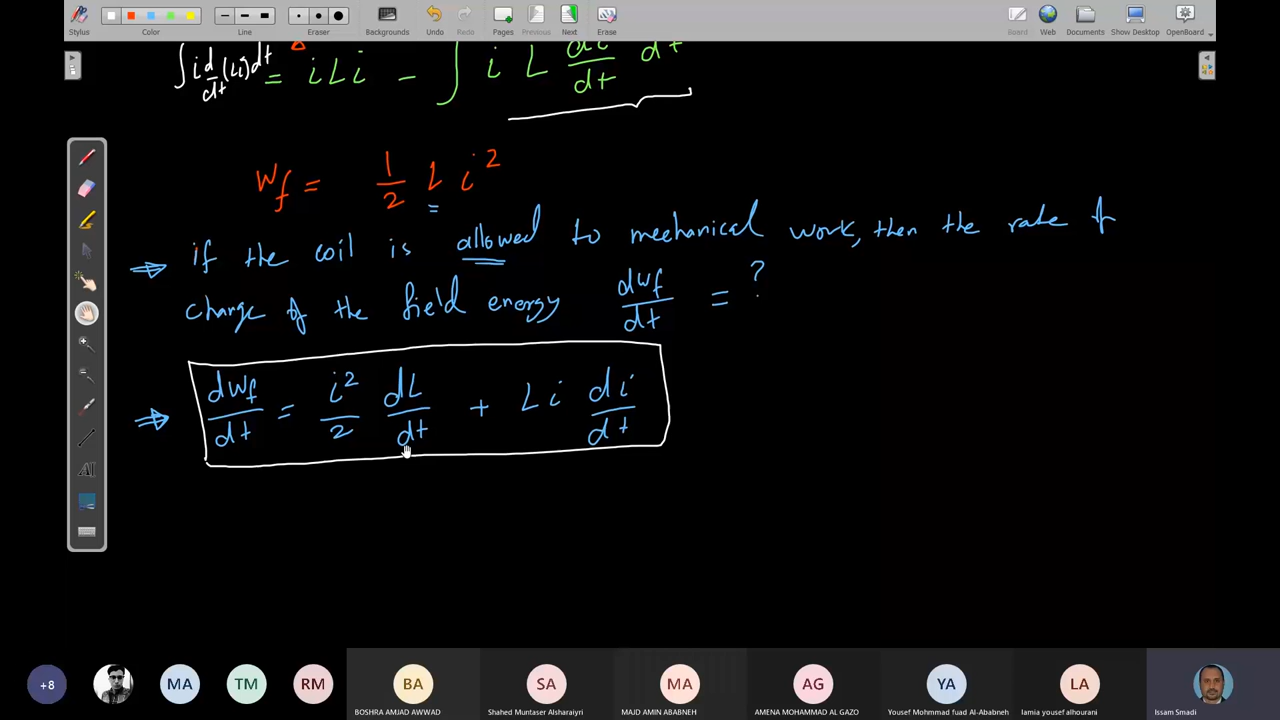 Stylus Color Line Eraser Backgrounds Undo Pages Previous Next Erase Board Web Documents Show Desktop OpenBoard
∫ i d/dt (Li) dt = i L i - ∫ i L di/dt dt
Wf = 1/2 L i²
⇒ if the coil is allowed to mechanical work, then the rate of
change of the field energy dWf/dt = ?
⇒ dWf/dt = i²/2 dL/dt + L i di/dt
+8 MA TM RM BA SA MA AG YA LA
BOSHRA AMJAD AWWAD Shahed Muntaser Alsharaiyri MAJD AMIN ABABNEH AMENA MOHAMMAD AL GAZO Yousef Mohmmad fuad Al-Ababneh lamia yousef alhourani Issam Smadi